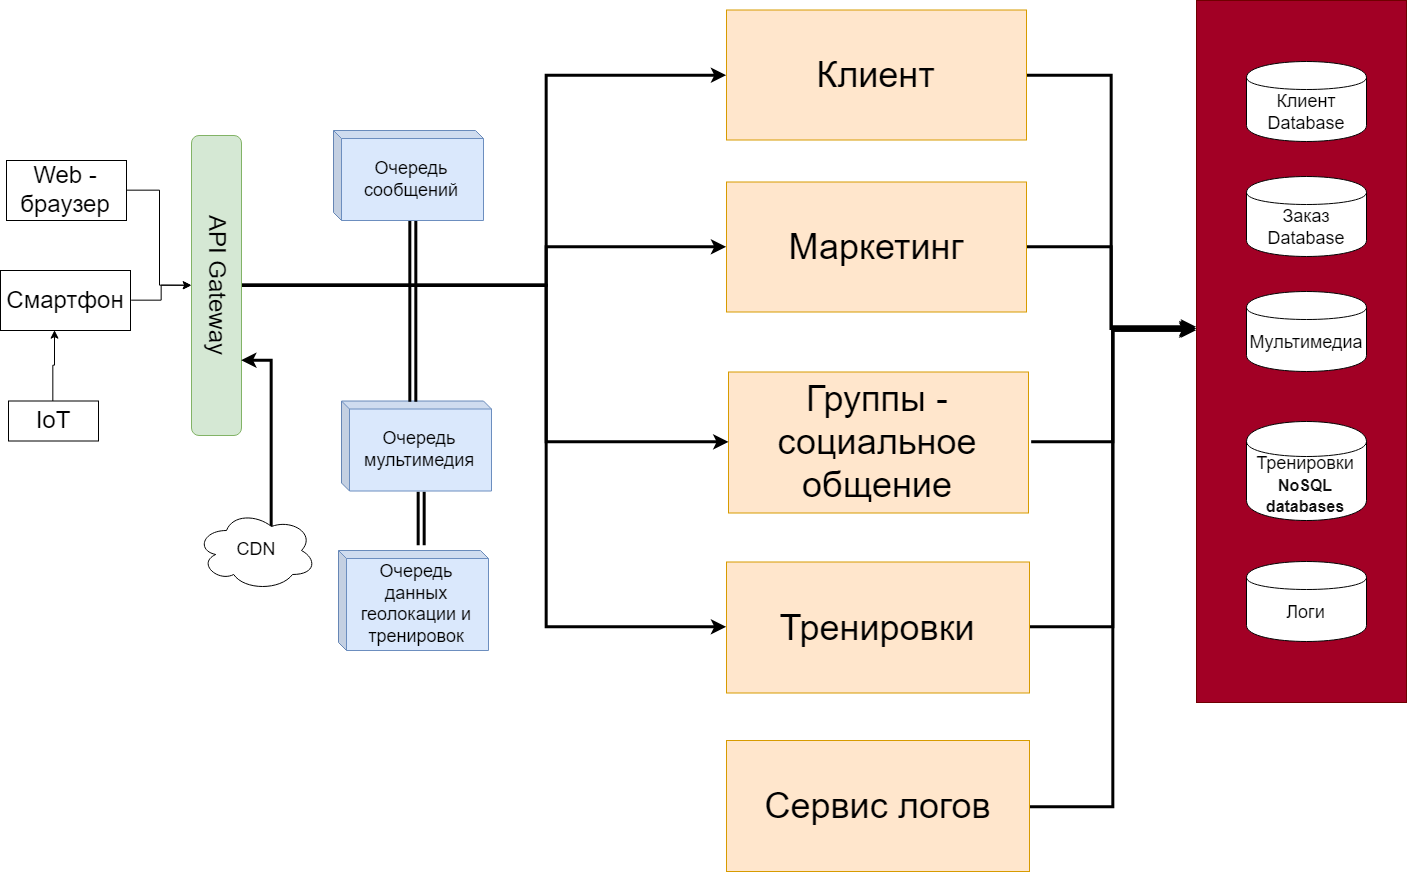 Web -
браузер
Смартфон
IoT
API Gateway
CDN
Очередь
сообщений
Очередь
мультимедия
Очередь
данных
геолокации и
тренировок
Клиент
Маркетинг
Группы -
социальное
общение
Тренировки
Сервис логов
Клиент
Database
Заказ
Database
Мультимедиа
Тренировки
NoSQL
databases
Логи